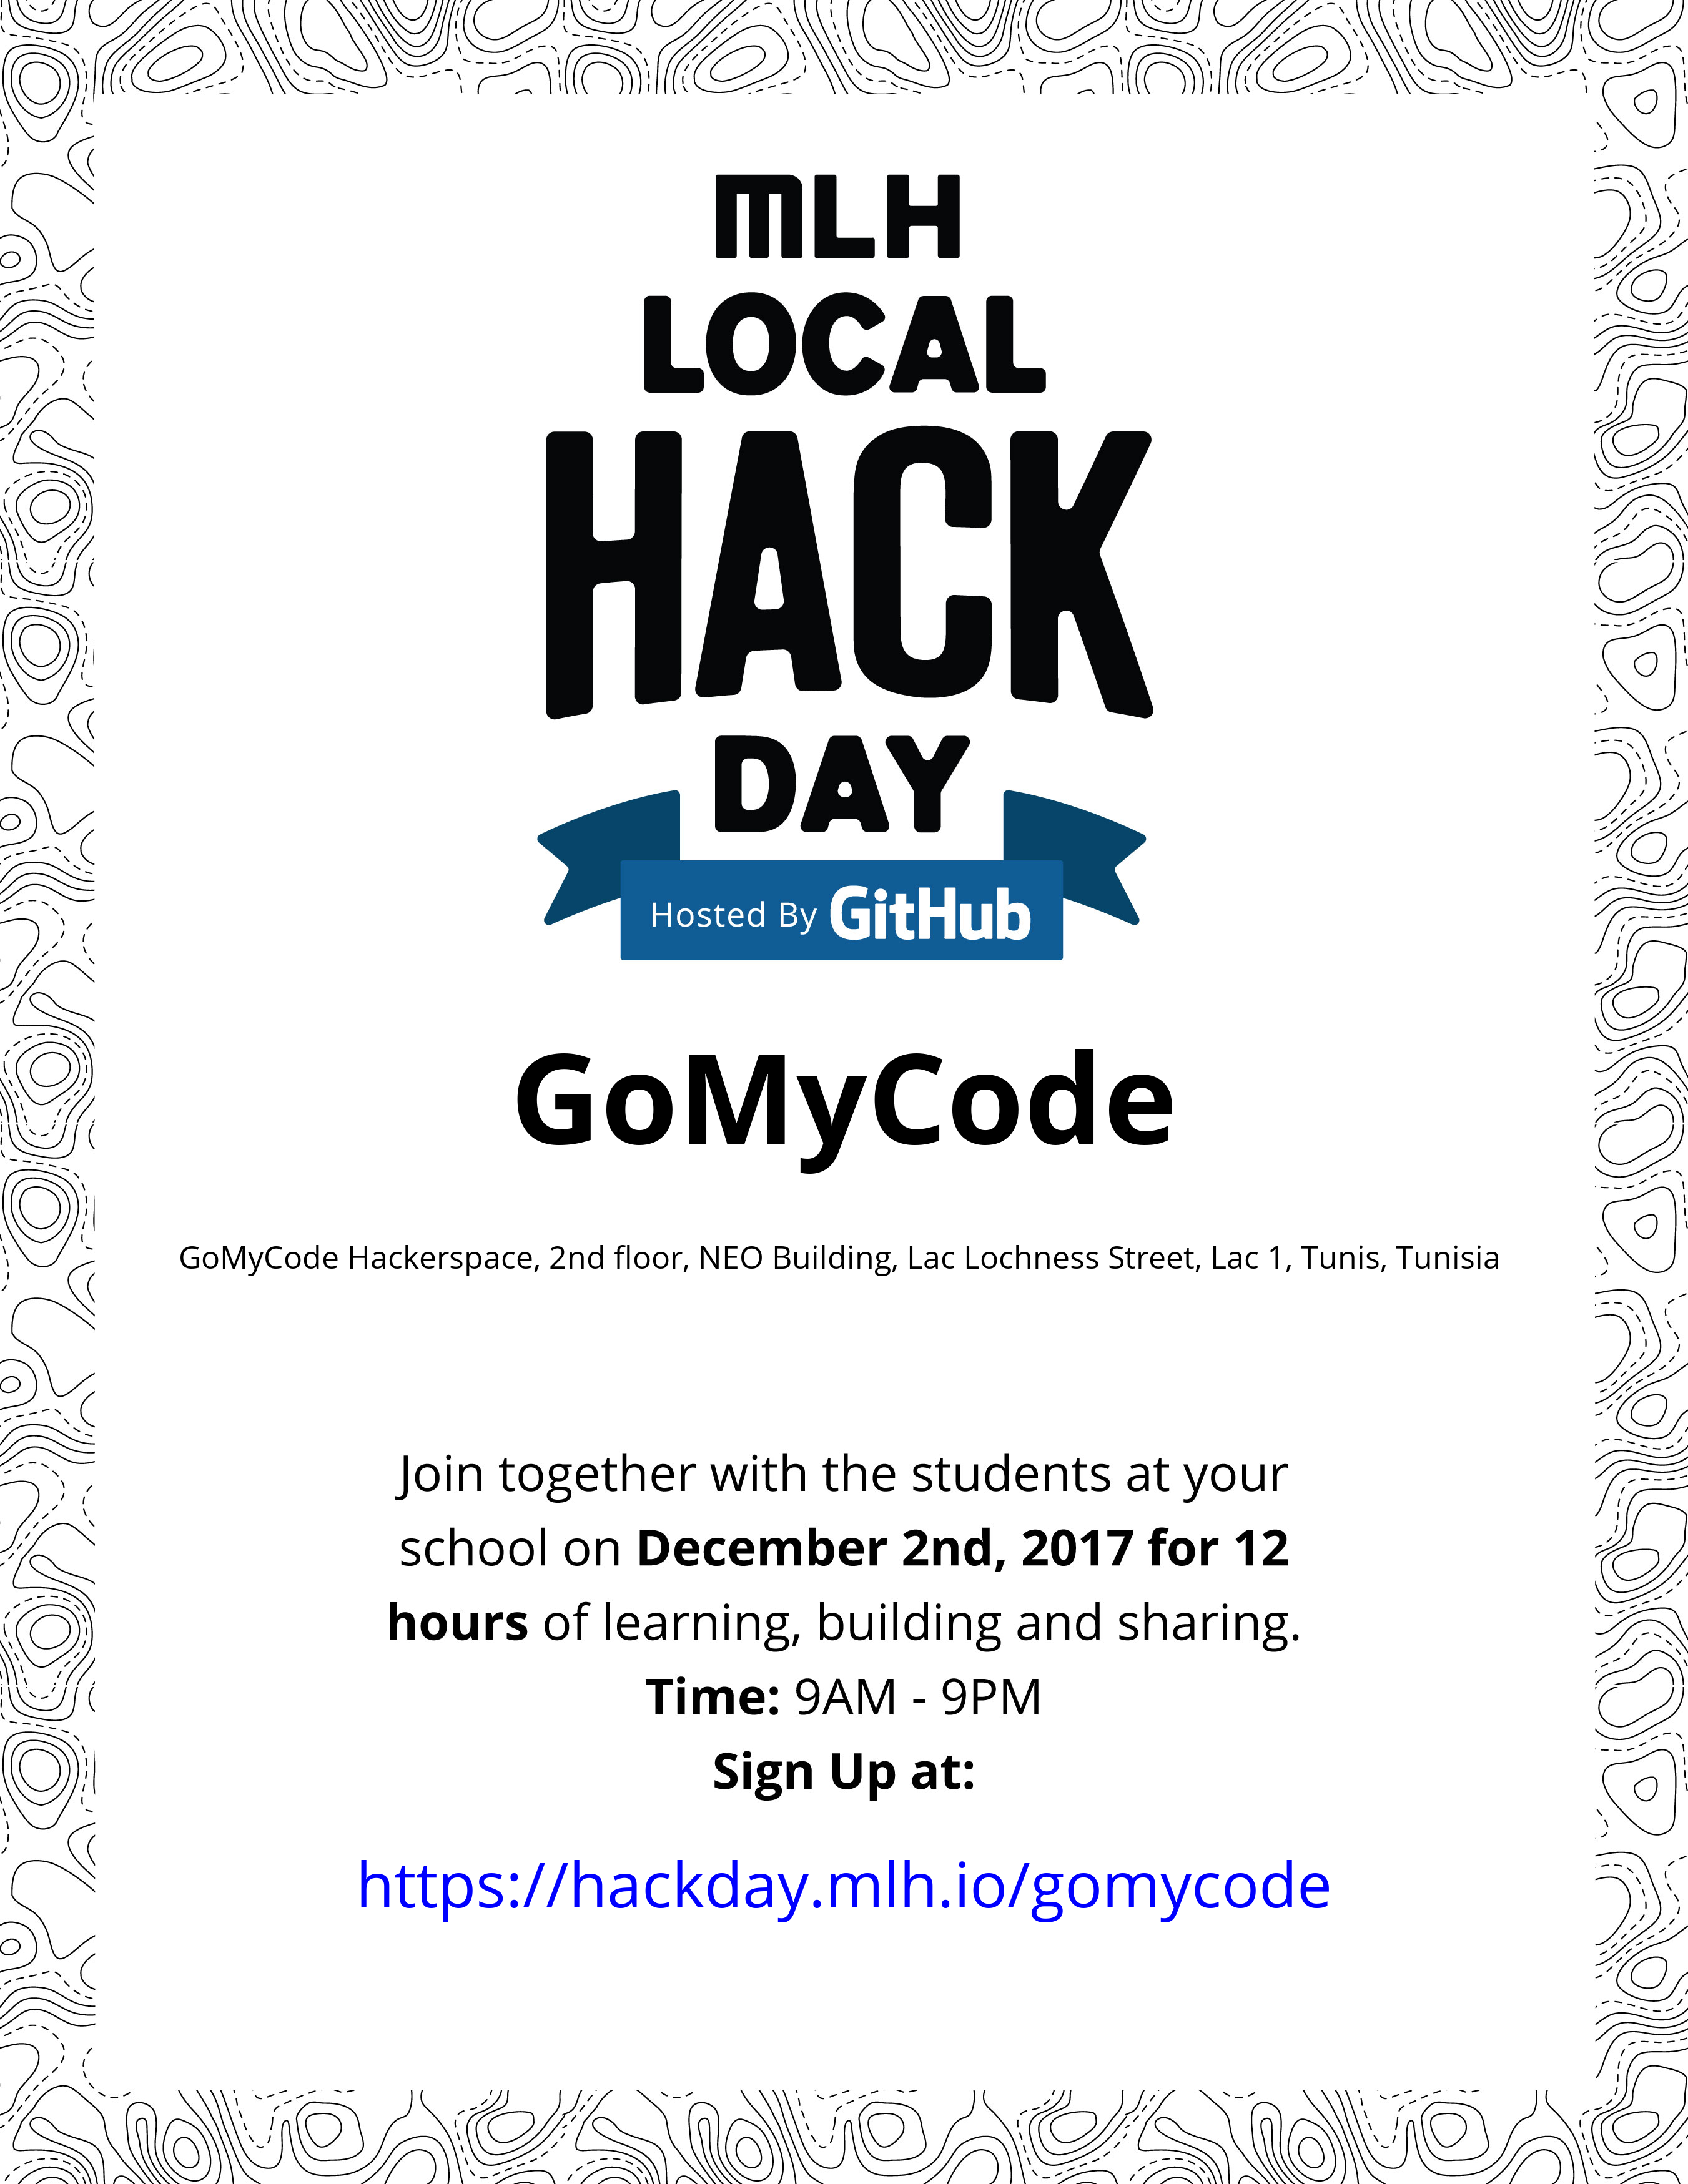 MLH
LOCAL
HACK
DAY
Hosted By GitHub
GoMyCode
GoMyCode Hackerspace, 2nd floor, NEO Building, Lac Lochness Street, Lac 1, Tunis, Tunisia
Join together with the students at your
school on December 2nd, 2017 for 12
hours of learning, building and sharing.
Time: 9AM - 9PM
Sign Up at:
https://hackday.mlh.io/gomycode